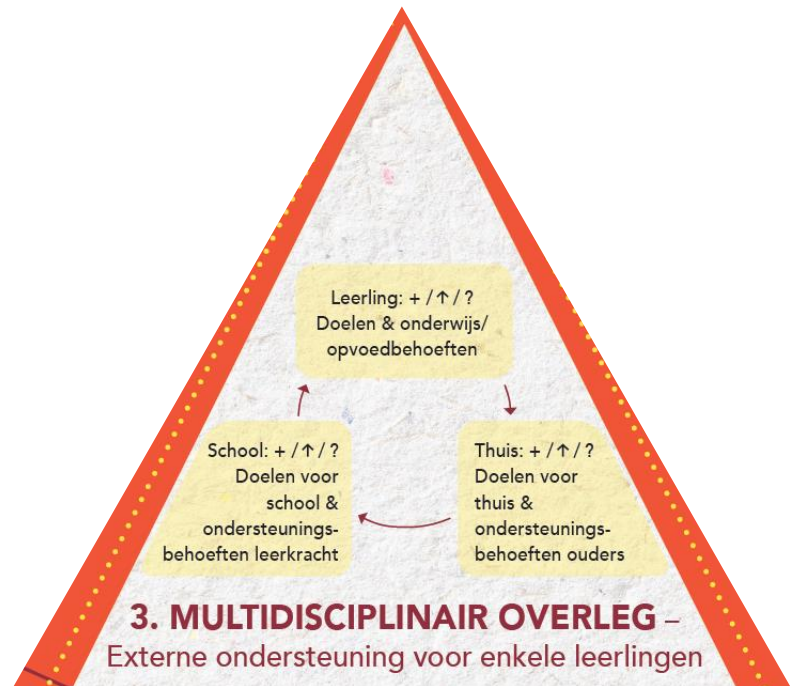 Leerling: + / ↑ / ?
Doelen & onderwijs/
opvoedbehoeften
School: + / ↑ / ?
Doelen voor
school &
ondersteunings-
behoeften leerkracht
Thuis: + / ↑ / ?
Doelen voor
thuis &
ondersteunings-
behoeften ouders
3. MULTIDISCIPLINAIR OVERLEG –
Externe ondersteuning voor enkele leerlingen